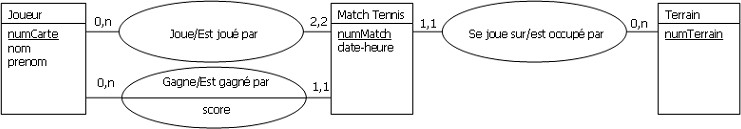 Joueur
numCarte
nom
prenom
0,n
Joue/Est joué par
2,2
0,n
Gagne/Est gagné par
score
1,1
Match Tennis
numMatch
date-heure
1,1
Se joue sur/est occupé par
0,n
Terrain
numTerrain